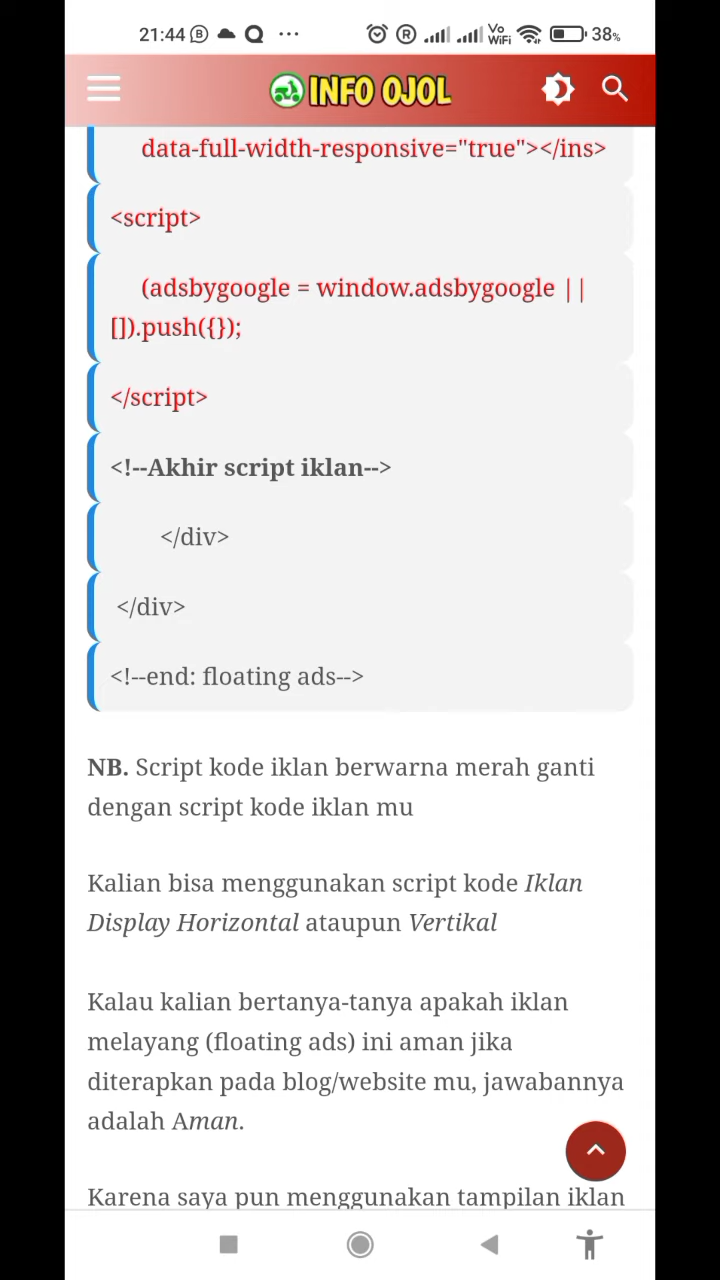 21:44 B ··· R Vo WiFi 38%
INFO OJOL
data-full-width-responsive="true"></ins>
<script>
(adsbygoogle = window.adsbygoogle ||
[]).push({});
</script>
<!--Akhir script iklan-->
</div>
</div>
<!--end: floating ads-->
NB. Script kode iklan berwarna merah ganti
dengan script kode iklan mu
Kalian bisa menggunakan script kode Iklan
Display Horizontal ataupun Vertikal
Kalau kalian bertanya-tanya apakah iklan
melayang (floating ads) ini aman jika
diterapkan pada blog/website mu, jawabannya
adalah Aman.
Karena saya pun menggunakan tampilan iklan